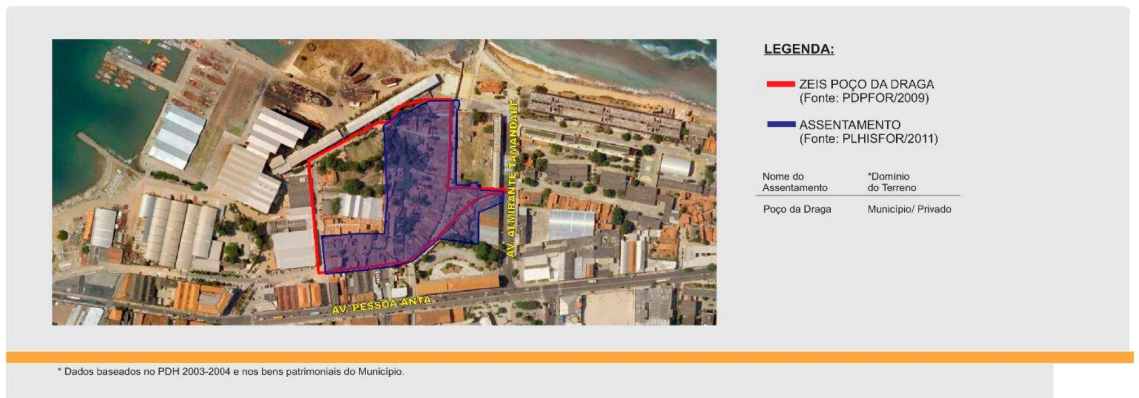 LEGENDA:
ZEIS POÇO DA DRAGA
(Fonte: PDPFOR/2009)
ASSENTAMENTO
(Fonte: PLHISFOR/2011)
Nome do
Assentamento
*Domínio
do Terreno
Poço da Draga
Município/ Privado
AV. ALMIRANTE TAMANDARÉ
AV. PESSOA ANTA
* Dados baseados no PDH 2003-2004 e nos bens patrimoniais do Município.